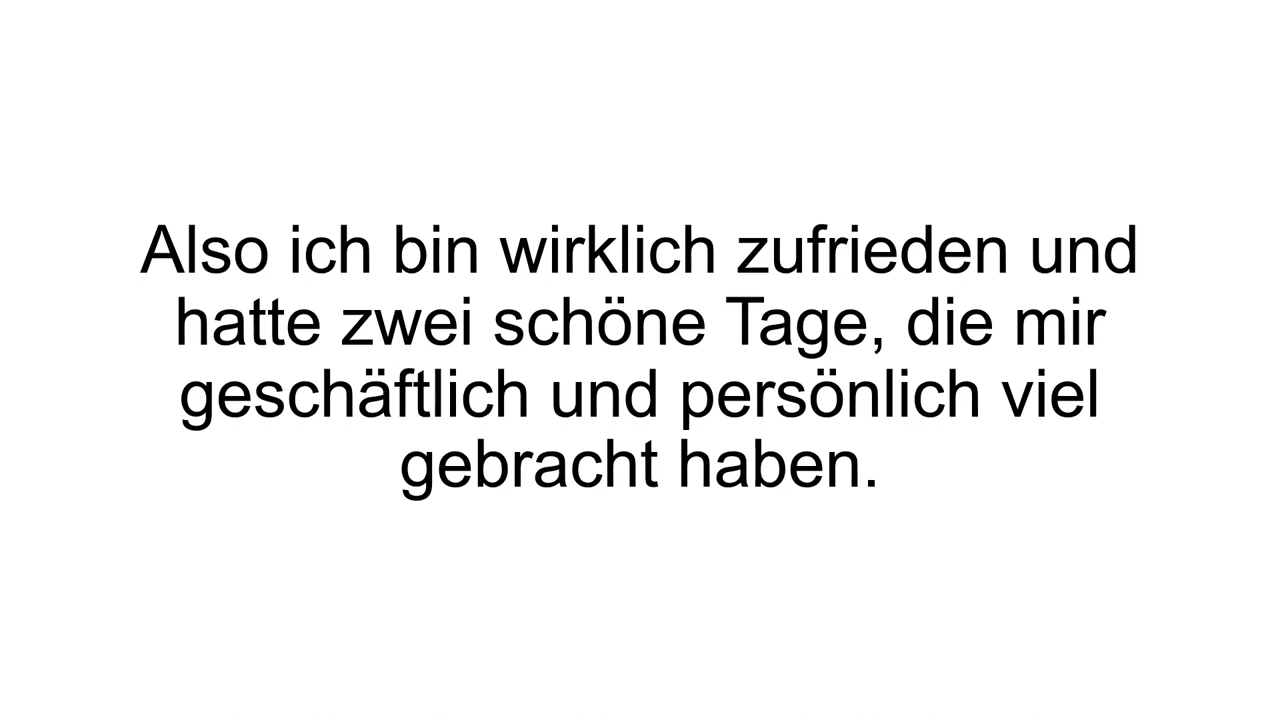 Also ich bin wirklich zufrieden und
hatte zwei schöne Tage, die mir
geschäftlich und persönlich viel
gebracht haben.